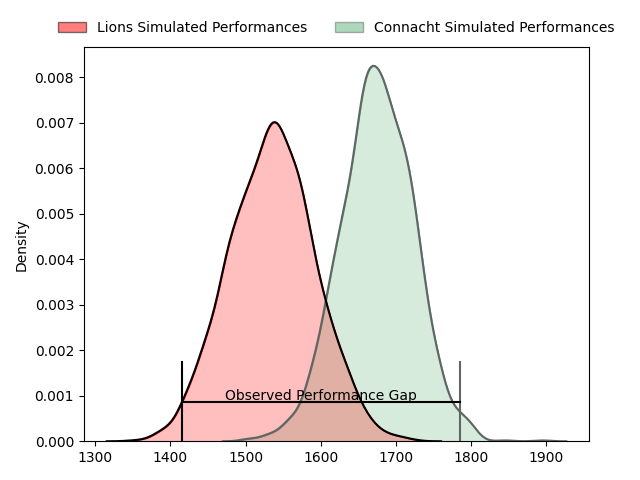 Lions Simulated Performances Connacht Simulated Performances
0.008
0.007
0.006
0.005
0.004
0.003
0.002
0.001
0.000
Density
Observed Performance Gap
1300 1400 1500 1600 1700 1800 1900